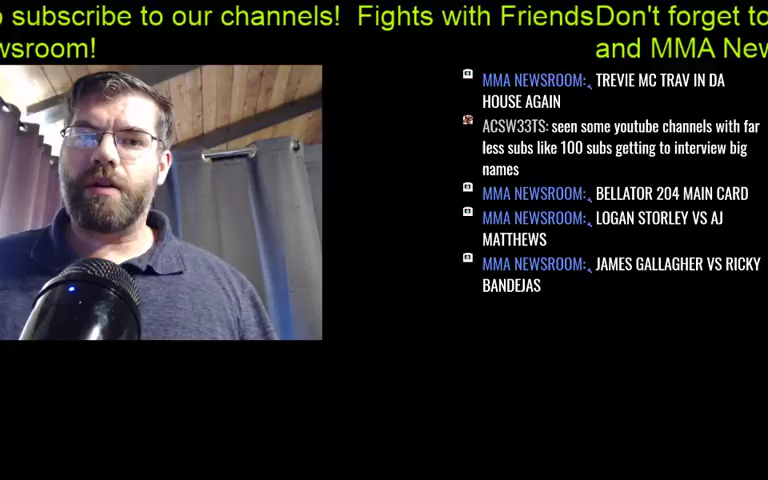 o subscribe to our channels!  Fights with FriendsDon't forget to
wsroom! and MMA New
MMA NEWSROOM: TREVIE MC TRAV IN DA
HOUSE AGAIN
ACSW33TS: seen some youtube channels with far
less subs like 100 subs getting to interview big
names
MMA NEWSROOM: BELLATOR 204 MAIN CARD
MMA NEWSROOM: LOGAN STORLEY VS AJ
MATTHEWS
MMA NEWSROOM: JAMES GALLAGHER VS RICKY
BANDEJAS